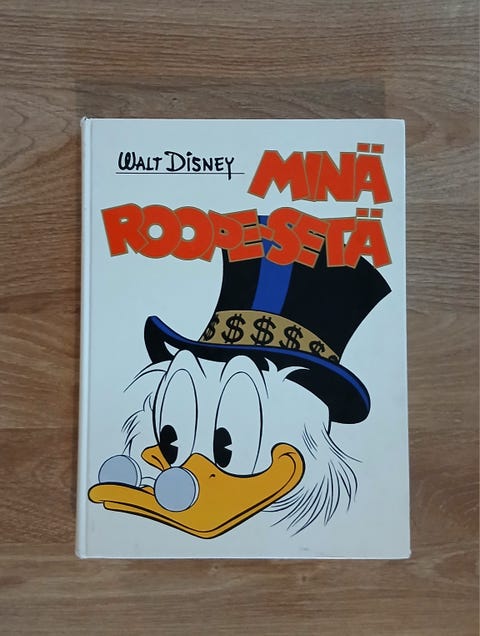 WALT DISNEY
MINÄ
ROOPE-SETÄ
$ $ $ $ $